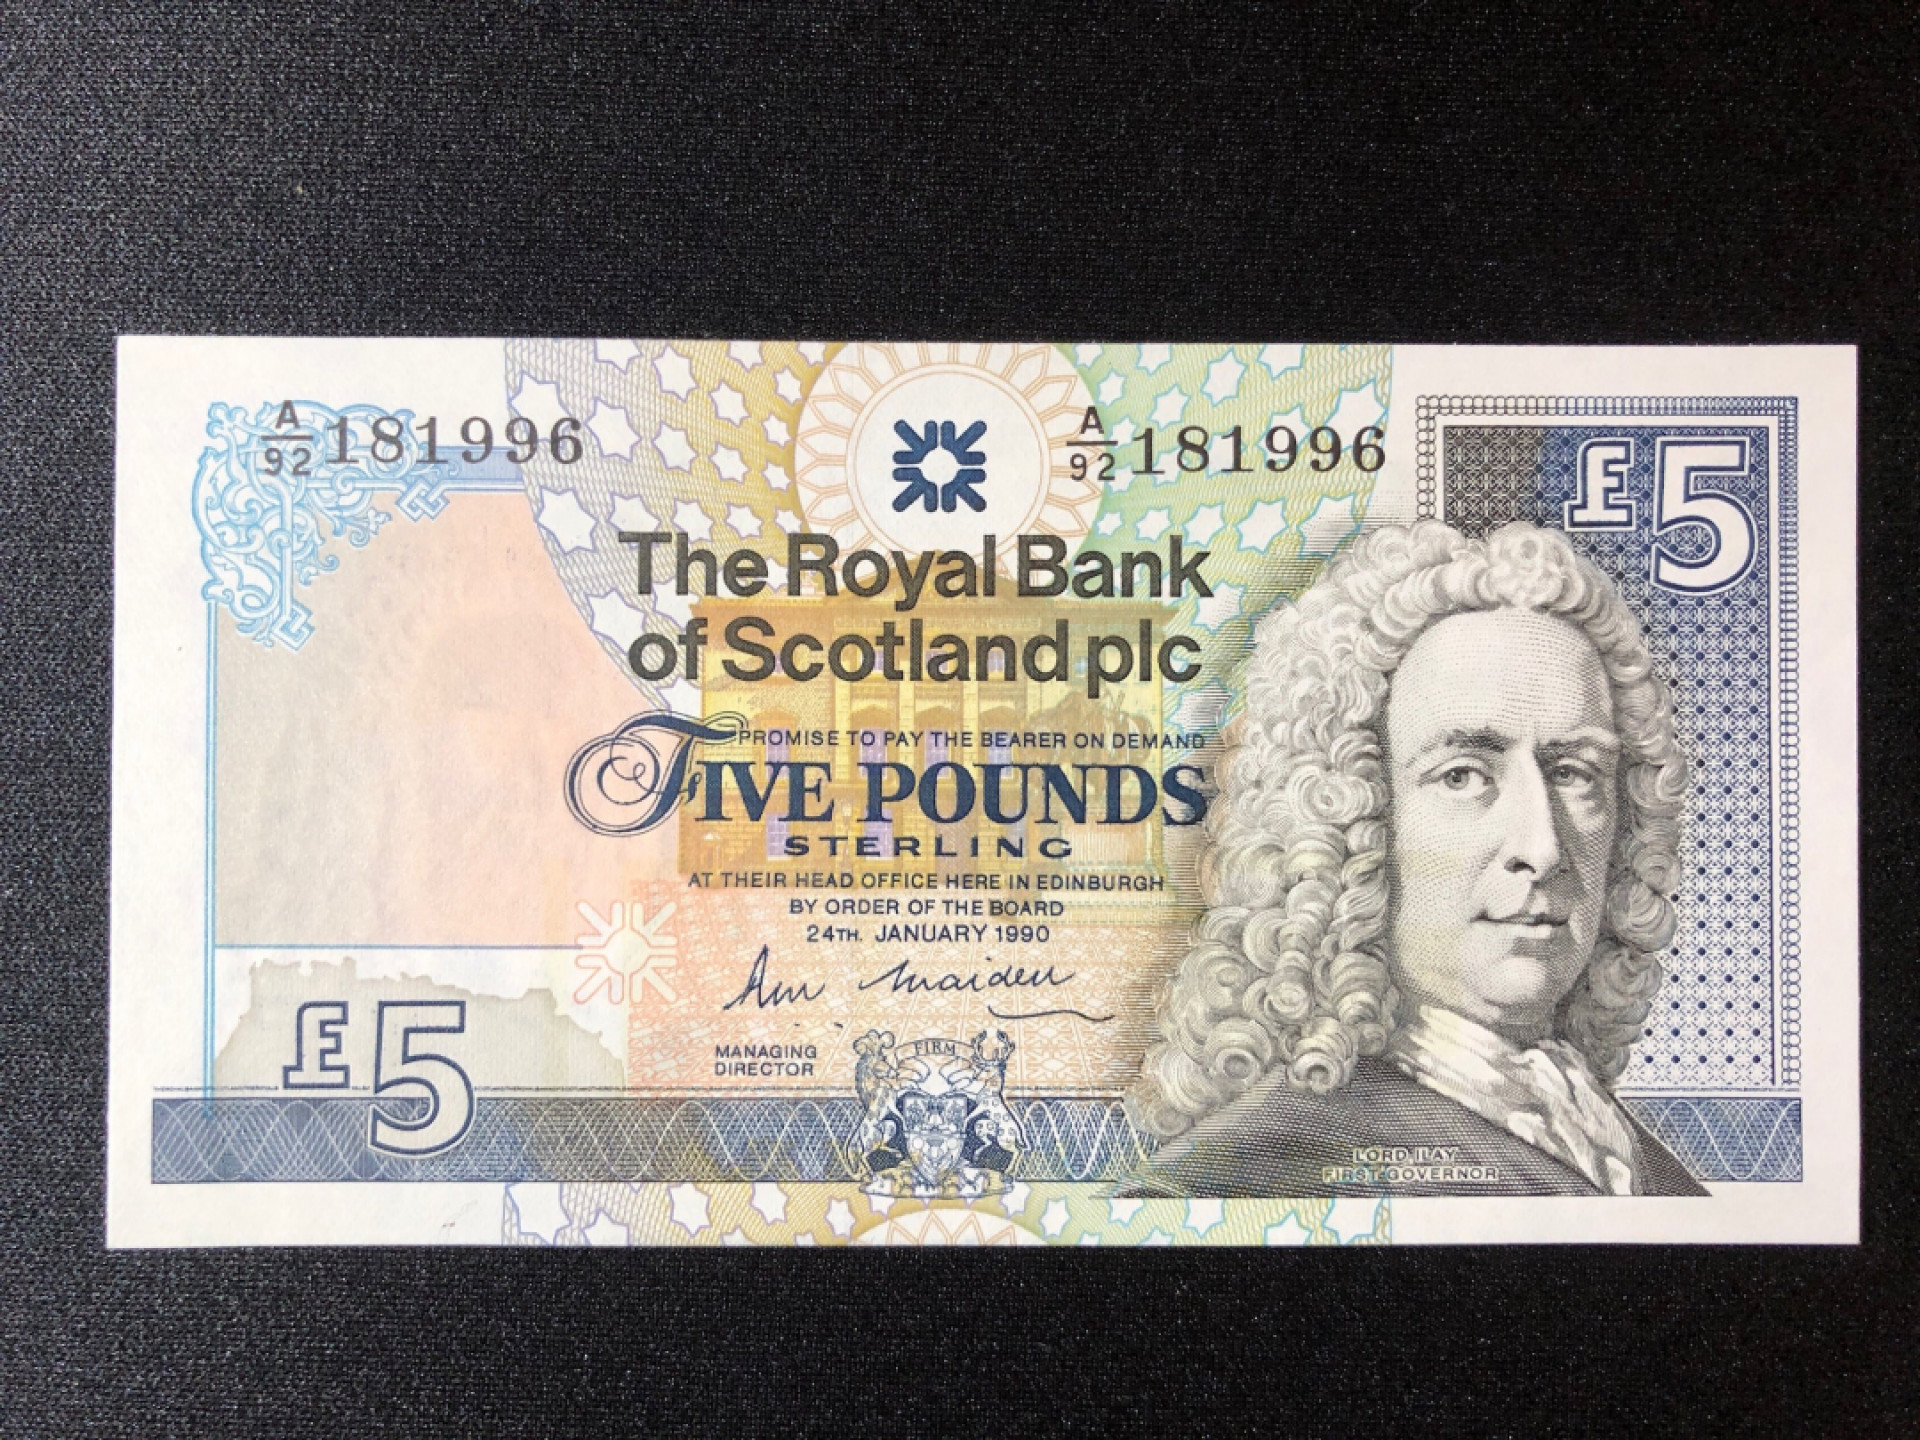 A/92 181996
A/92 181996
£5
The Royal Bank
of Scotland plc
PROMISE TO PAY THE BEARER ON DEMAND
FIVE POUNDS
STERLING
AT THEIR HEAD OFFICE HERE IN EDINBURGH
BY ORDER OF THE BOARD
24TH. JANUARY 1990
Maiden
MANAGING
DIRECTOR
FIRM
£5
LORD ILAY
FIRST GOVERNOR